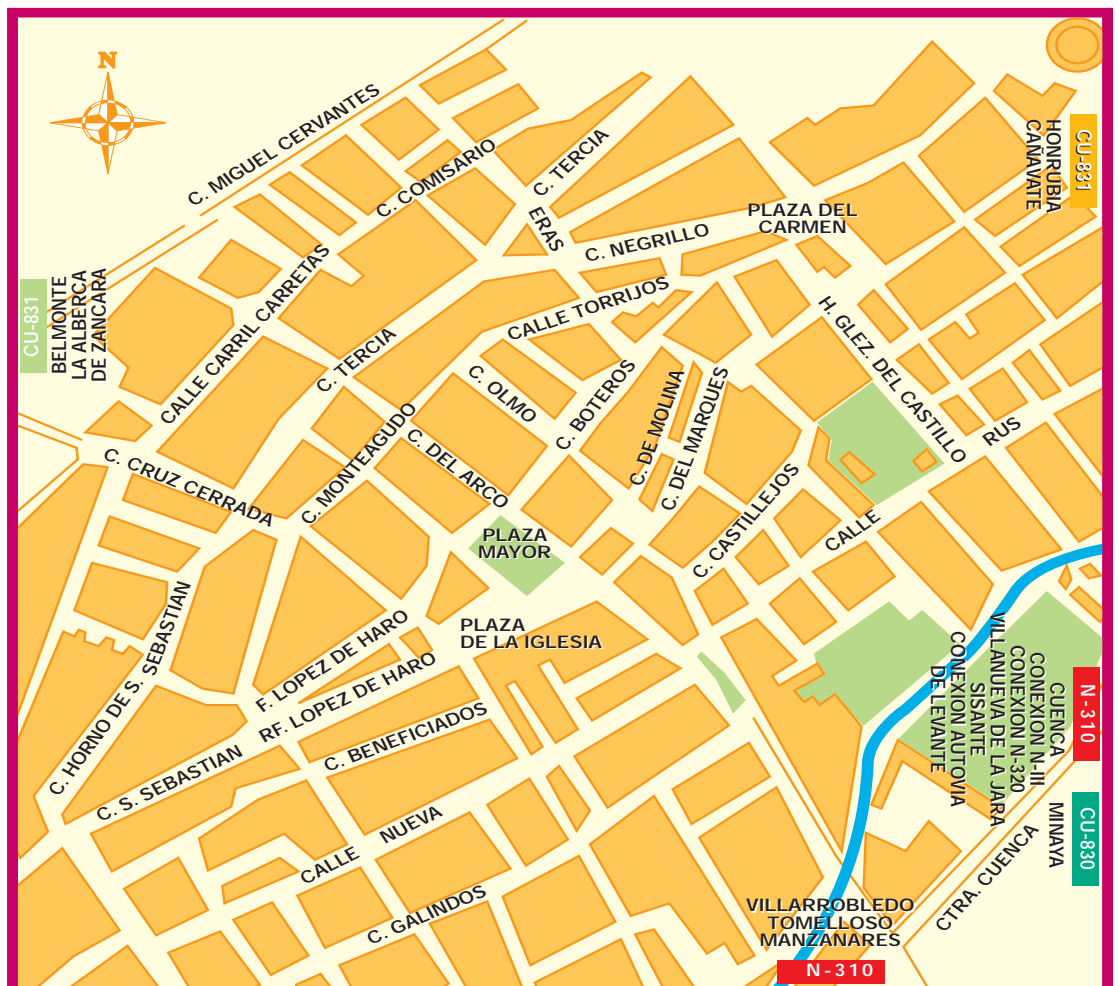 N
C. MIGUEL CERVANTES
C. COMISARIO
C. TERCIA
ERAS
C. NEGRILLO
PLAZA DEL
CARMEN
CU-831
HONRUBIA
CAÑAVATE
CU-831
BELMONTE
LA ALBERCA
DE ZANCARA
CALLE CARRIL CARRETAS
C. TERCIA
CALLE TORRIJOS
C. OLMO
C. BOTEROS
C. DE MOLINA
C. DEL MARQUES
H. GLEZ. DEL CASTILLO
CALLE RUS
C. MONTEAGUDO
C. DEL ARCO
C. CRUZ CERRADA
PLAZA
MAYOR
C. CASTILLEJOS
C. HORNO DE S. SEBASTIAN
F. LOPEZ DE HARO
PLAZA
DE LA IGLESIA
RF. LOPEZ DE HARO
C. S. SEBASTIAN
C. BENEFICIADOS
CALLE NUEVA
C. GALINDOS
N-310
CUENCA
CONEXION N-III
CONEXION N-320
VILLANUEVA DE LA JARA
SISANTE
CONEXION AUTOVIA
DE LEVANTE
CU-830
MINAYA
CTRA. CUENCA
VILLARROBLEDO
TOMELLOSO
MANZANARES
N-310